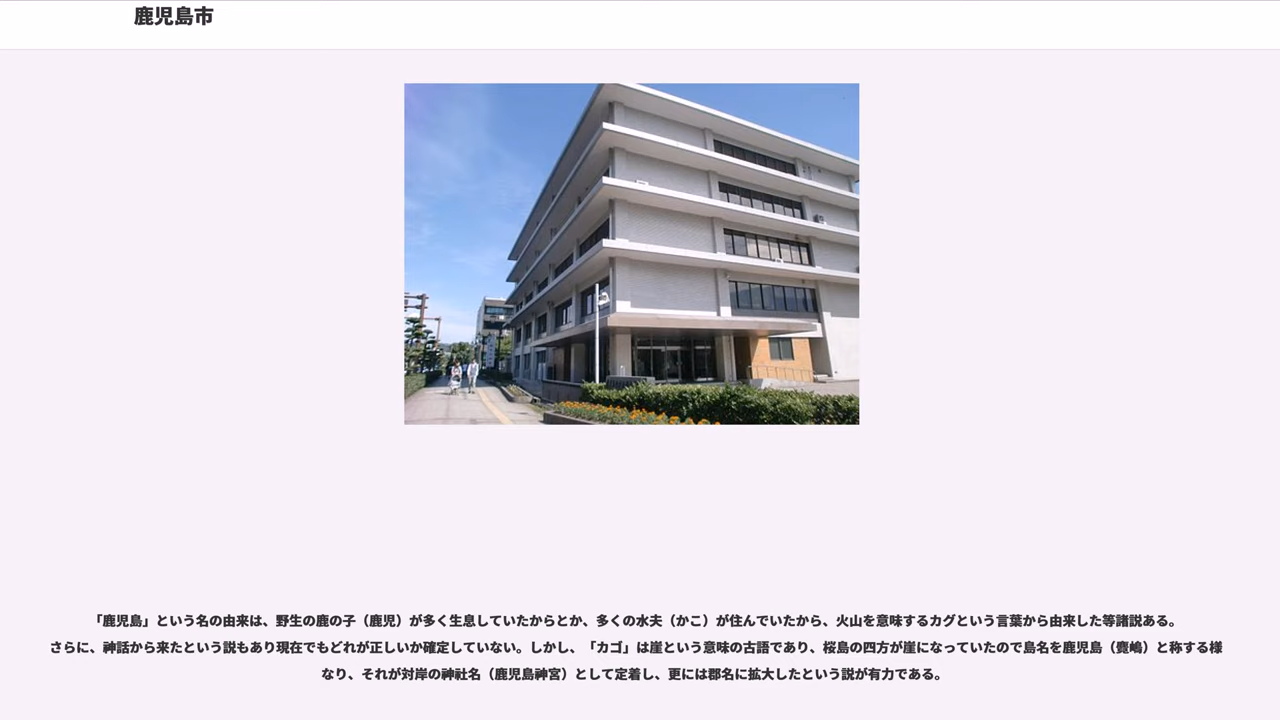 鹿児島市
「鹿児島」という名の由来は、野生の鹿の子（鹿児）が多く生息していたからとか、多くの水夫（かこ）が住んでいたから、火山を意味するカグという言葉から由来した等諸説ある。
さらに、神話から来たという説もあり現在でもどれが正しいか確定していない。しかし、「カゴ」は崖という意味の古語であり、桜島の四方が崖になっていたので島名を鹿児島（麑嶋）と称する様
なり、それが対岸の神社名（鹿児島神宮）として定着し、更には郡名に拡大したという説が有力である。